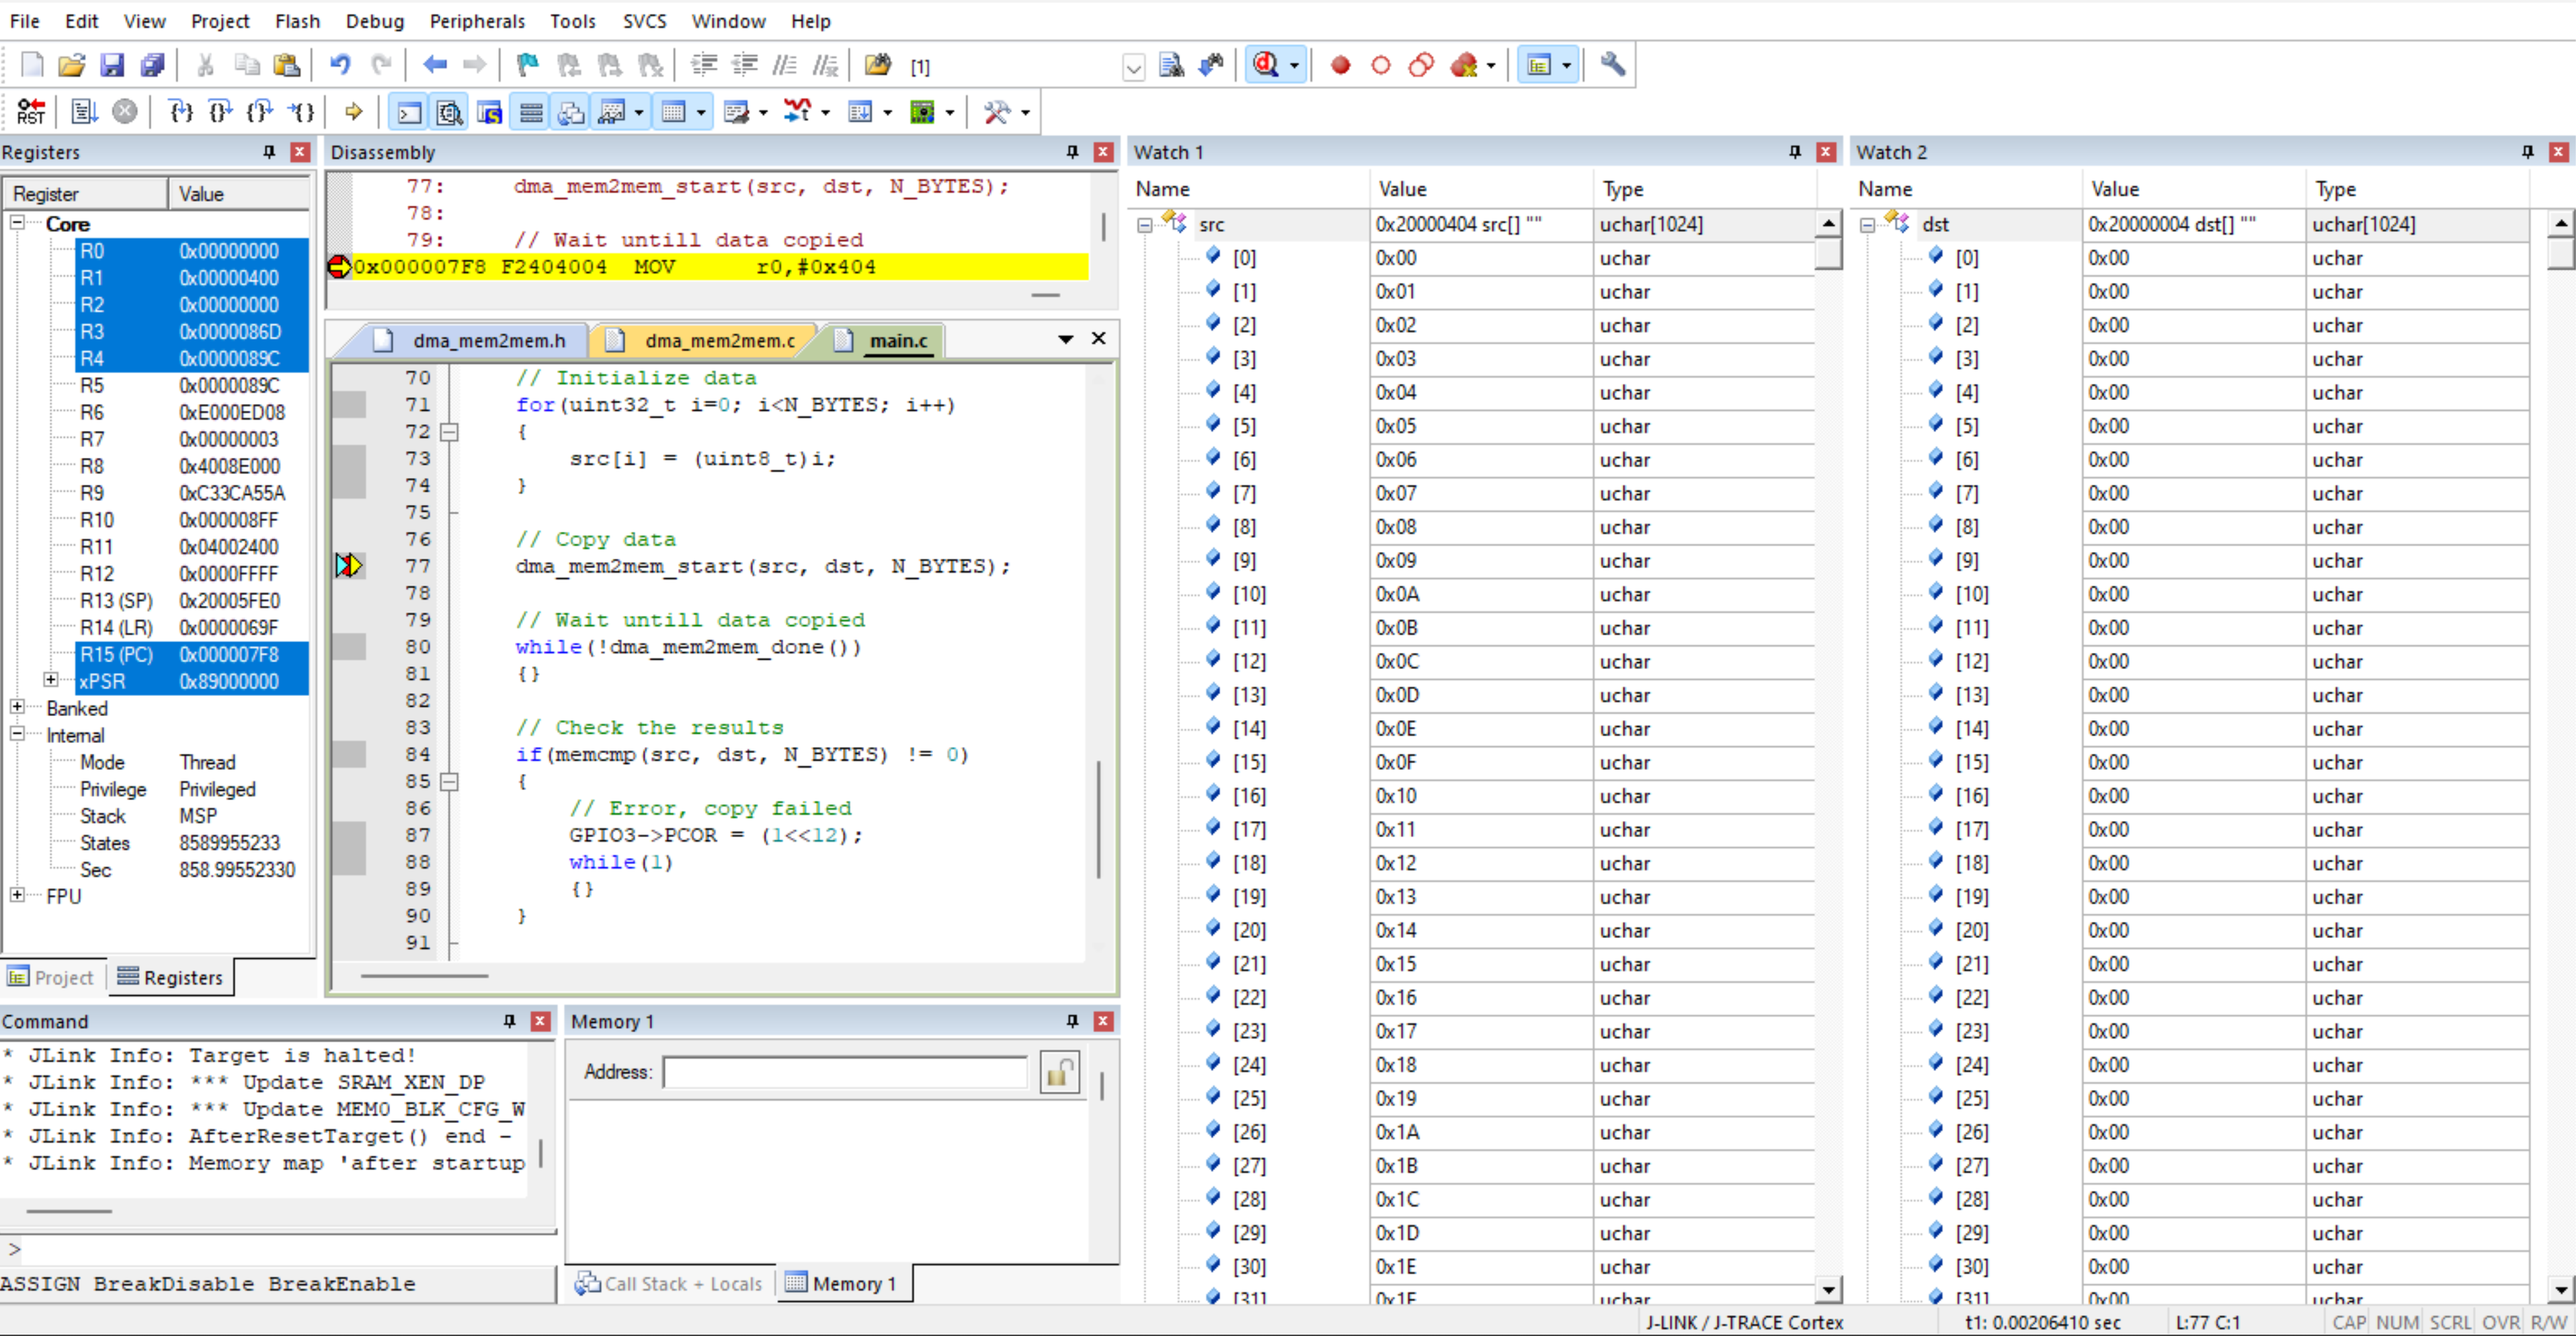 File Edit View Project Flash Debug Peripherals Tools SVCS Window Help
[1]
RST
Registers
Register Value
Core
R0 0x00000000
R1 0x00000400
R2 0x00000000
R3 0x0000086D
R4 0x0000089C
R5 0x0000089C
R6 0xE000ED08
R7 0x00000003
R8 0x4008E000
R9 0xC33CA55A
R10 0x000008FF
R11 0x04002400
R12 0x0000FFFF
R13 (SP) 0x20005FE0
R14 (LR) 0x0000069F
R15 (PC) 0x000007F8
xPSR 0x89000000
Banked
Internal
Mode Thread
Privilege Privileged
Stack MSP
States 8589955233
Sec 858.99552330
FPU
Project Registers
Disassembly
77: dma_mem2mem_start(src, dst, N_BYTES);
78:
79: // Wait untill data copied
0x000007F8 F2404004 MOV r0,#0x404
dma_mem2mem.h dma_mem2mem.c main.c
70 // Initialize data
71 for(uint32_t i=0; i<N_BYTES; i++)
72 {
73 src[i] = (uint8_t)i;
74 }
75
76 // Copy data
77 dma_mem2mem_start(src, dst, N_BYTES);
78
79 // Wait untill data copied
80 while(!dma_mem2mem_done())
81 {}
82
83 // Check the results
84 if(memcmp(src, dst, N_BYTES) != 0)
85 {
86 // Error, copy failed
87 GPIO3->PCOR = (1<<12);
88 while(1)
89 {}
90 }
91
Command
* JLink Info: Target is halted!
* JLink Info: *** Update SRAM_XEN_DP
* JLink Info: *** Update MEM0_BLK_CFG_W
* JLink Info: AfterResetTarget() end -
* JLink Info: Memory map 'after startup
>
ASSIGN BreakDisable BreakEnable
Memory 1
Address:
Call Stack + Locals Memory 1
Watch 1
Name Value Type
src 0x20000404 src[] "" uchar[1024]
[0] 0x00 uchar
[1] 0x01 uchar
[2] 0x02 uchar
[3] 0x03 uchar
[4] 0x04 uchar
[5] 0x05 uchar
[6] 0x06 uchar
[7] 0x07 uchar
[8] 0x08 uchar
[9] 0x09 uchar
[10] 0x0A uchar
[11] 0x0B uchar
[12] 0x0C uchar
[13] 0x0D uchar
[14] 0x0E uchar
[15] 0x0F uchar
[16] 0x10 uchar
[17] 0x11 uchar
[18] 0x12 uchar
[19] 0x13 uchar
[20] 0x14 uchar
[21] 0x15 uchar
[22] 0x16 uchar
[23] 0x17 uchar
[24] 0x18 uchar
[25] 0x19 uchar
[26] 0x1A uchar
[27] 0x1B uchar
[28] 0x1C uchar
[29] 0x1D uchar
[30] 0x1E uchar
[31] 0x1F uchar
Watch 2
Name Value Type
dst 0x20000004 dst[] "" uchar[1024]
[0] 0x00 uchar
[1] 0x00 uchar
[2] 0x00 uchar
[3] 0x00 uchar
[4] 0x00 uchar
[5] 0x00 uchar
[6] 0x00 uchar
[7] 0x00 uchar
[8] 0x00 uchar
[9] 0x00 uchar
[10] 0x00 uchar
[11] 0x00 uchar
[12] 0x00 uchar
[13] 0x00 uchar
[14] 0x00 uchar
[15] 0x00 uchar
[16] 0x00 uchar
[17] 0x00 uchar
[18] 0x00 uchar
[19] 0x00 uchar
[20] 0x00 uchar
[21] 0x00 uchar
[22] 0x00 uchar
[23] 0x00 uchar
[24] 0x00 uchar
[25] 0x00 uchar
[26] 0x00 uchar
[27] 0x00 uchar
[28] 0x00 uchar
[29] 0x00 uchar
[30] 0x00 uchar
[31] 0x00 uchar
J-LINK / J-TRACE Cortex t1: 0.00206410 sec L:77 C:1 CAP NUM SCRL OVR R/W